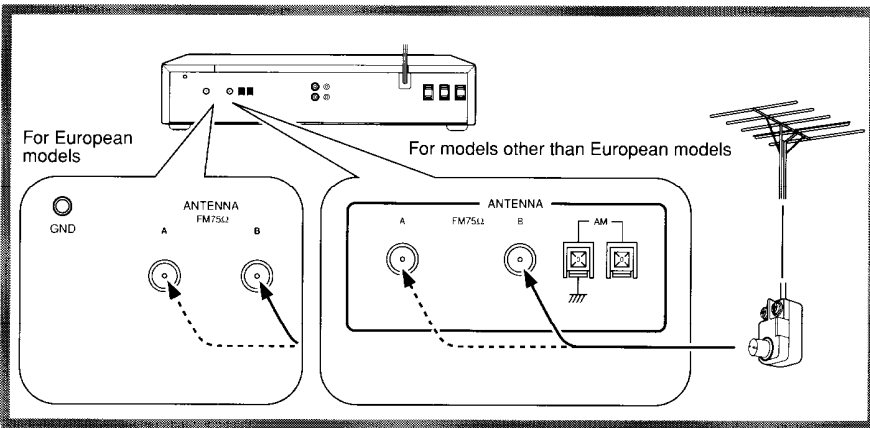 For European
models
For models other than European models
GND
ANTENNA
FM75Ω
A
B
ANTENNA
A
FM75Ω
B
AM